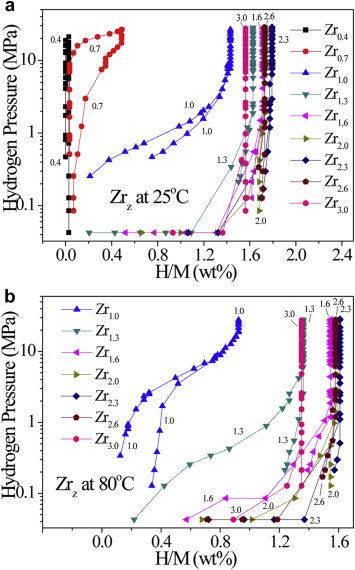 a
Hydrogen Pressure (MPa)
10
1
0.1
0.4
0.7
0.4
0.7
1.0
1.0
3.0
1.6
2.6
2.3
1.3
1.3
2.0
Zr0.4
Zr0.7
Zr1.0
Zr1.3
Zr1.6
Zr2.0
Zr2.3
Zr2.6
Zr3.0
Zrz at 25°C
0.0 0.6 1.2 1.8 2.4
H/M (wt%)
b
Hydrogen Pressure (MPa)
10
1
0.1
Zr1.0
Zr1.3
Zr1.6
Zr2.0
Zr2.3
Zr2.6
Zr3.0
1.0
1.0
1.0
3.0
1.3
1.6
2.6
2.3
1.3
1.3
1.6
2.0
2.6
2.0
3.0
2.3
Zrz at 80°C
0.0 0.4 0.8 1.2 1.6
H/M (wt%)